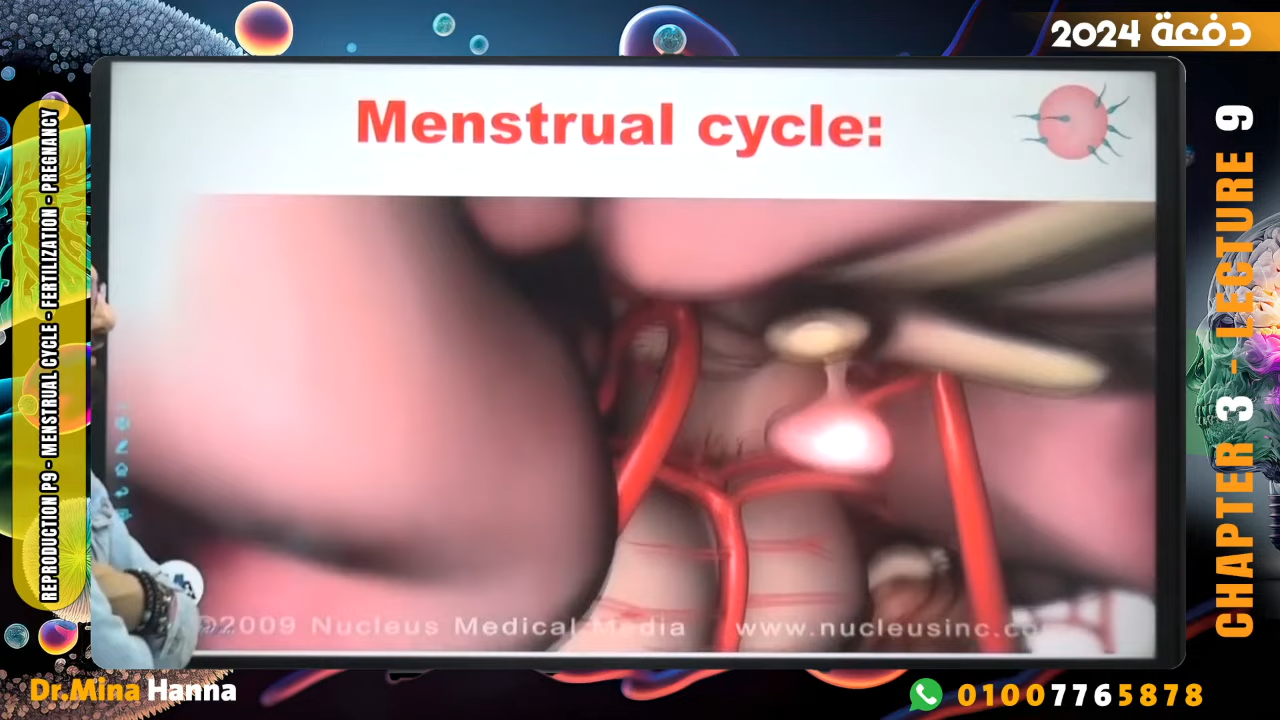 دفعة 2024
Menstrual cycle:
REPRODUCTION P9 - MENSTRUAL CYCLE - FERTILIZATION - PREGNANCY
CHAPTER 3 - LECTURE 9
©2009 Nucleus Medical Media www.nucleusinc.co
Dr.Mina Hanna
01007765878